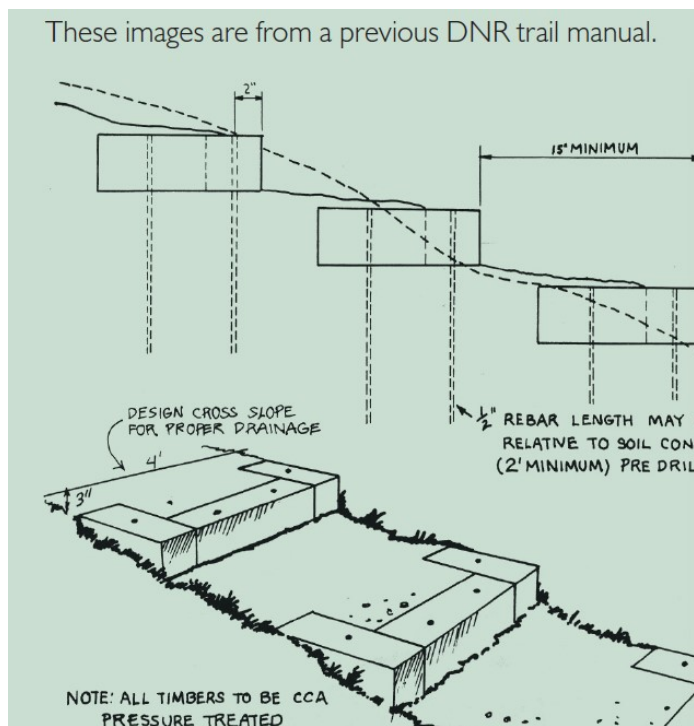 These images are from a previous DNR trail manual.
2"
15" MINIMUM
DESIGN CROSS SLOPE
FOR PROPER DRAINAGE
4'
3"
1/2" REBAR LENGTH MAY
RELATIVE TO SOIL CON
(2' MINIMUM) PRE DRIL
NOTE: ALL TIMBERS TO BE CCA
PRESSURE TREATED